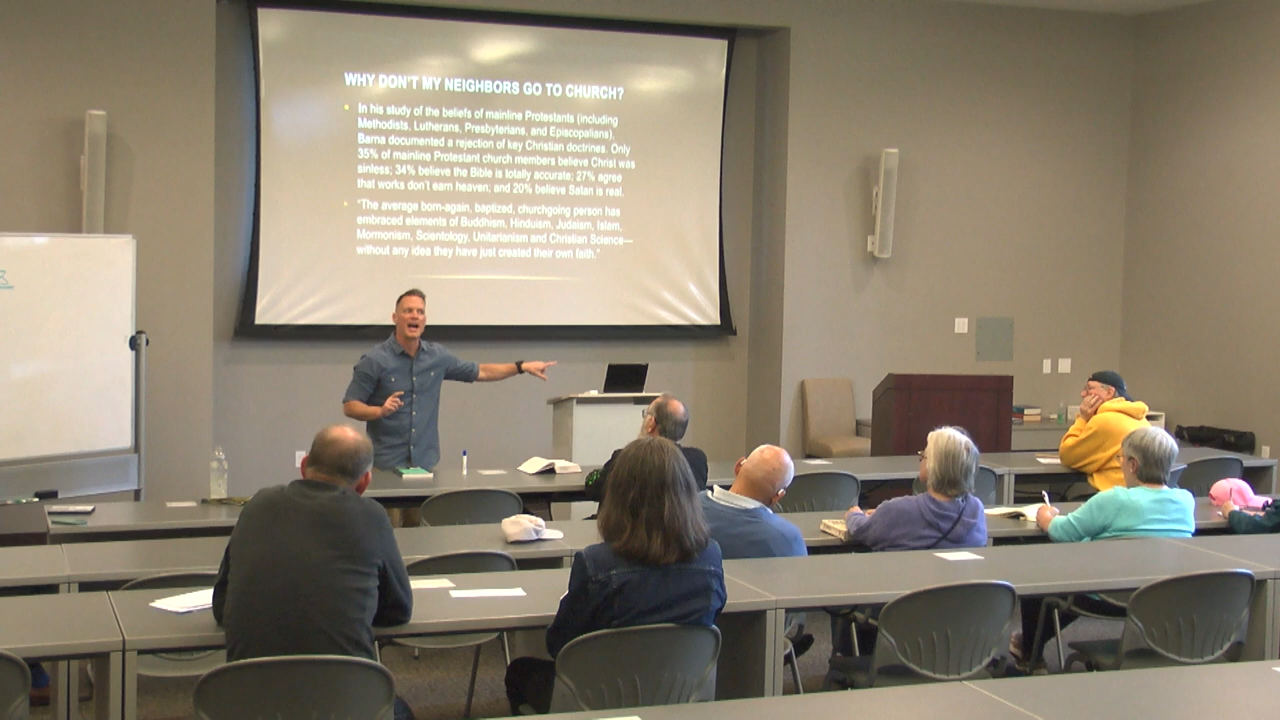 WHY DON'T MY NEIGHBORS GO TO CHURCH?
• In his study of the beliefs of mainline Protestants (including
Methodists, Lutherans, Presbyterians, and Episcopalians),
Barna documented a rejection of key Christian doctrines. Only
35% of mainline Protestant church members believe Christ was
sinless; 34% believe the Bible is totally accurate; 27% agree
that works don't earn heaven; and 20% believe Satan is real.
• "The average born-again, baptized, churchgoing person has
embraced elements of Buddhism, Hinduism, Judaism, Islam,
Mormonism, Scientology, Unitarianism and Christian Science—
without any idea they have just created their own faith."